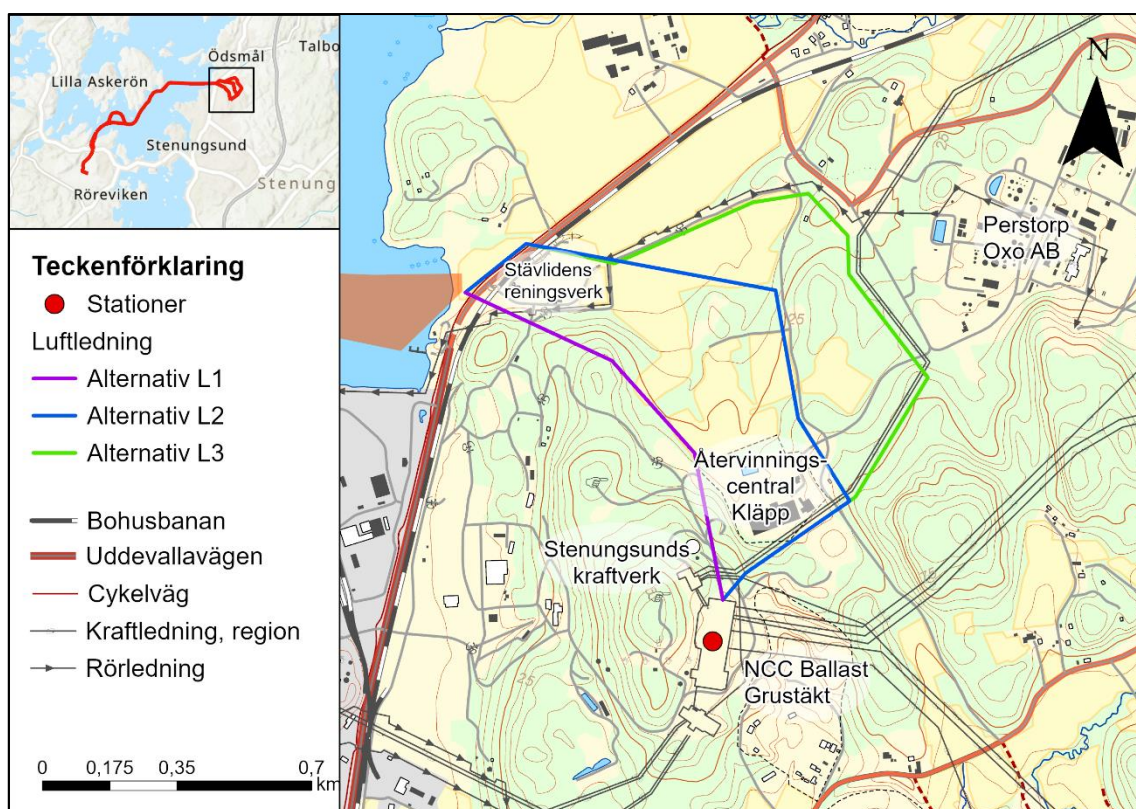 Ödsmål
Talbo
Lilla Askerön
Stenungsund
Stenung
Röreviken
Teckenförklaring
Stationer
Luftledning
Alternativ L1
Alternativ L2
Alternativ L3
Bohusbanan
Uddevallavägen
Cykelväg
Kraftledning, region
Rörledning
0 0,175 0,35 0,7
km
N
25
Perstorp
Oxo AB
Stävlidens
reningsverk
25
Återvinnings-
central
Kläpp
Stenungsunds
kraftverk
NCC Ballast
Grustäkt
25